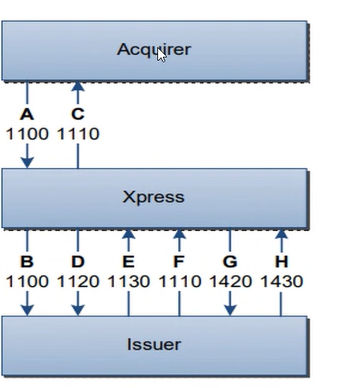 Acquirer
A C
1100 1110
Xpress
B D E F G H
1100 1120 1130 1110 1420 1430
Issuer